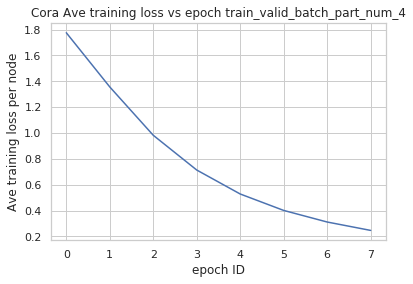 Cora Ave training loss vs epoch train_valid_batch_part_num_4
Ave training loss per node
1.8
1.6
1.4
1.2
1.0
0.8
0.6
0.4
0.2
0 1 2 3 4 5 6 7
epoch ID